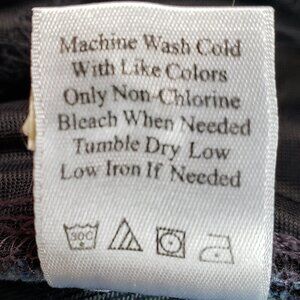 Machine Wash Cold
With Like Colors
Only Non-Chlorine
Bleach When Needed
Tumble Dry Low
Low Iron If Needed
30C